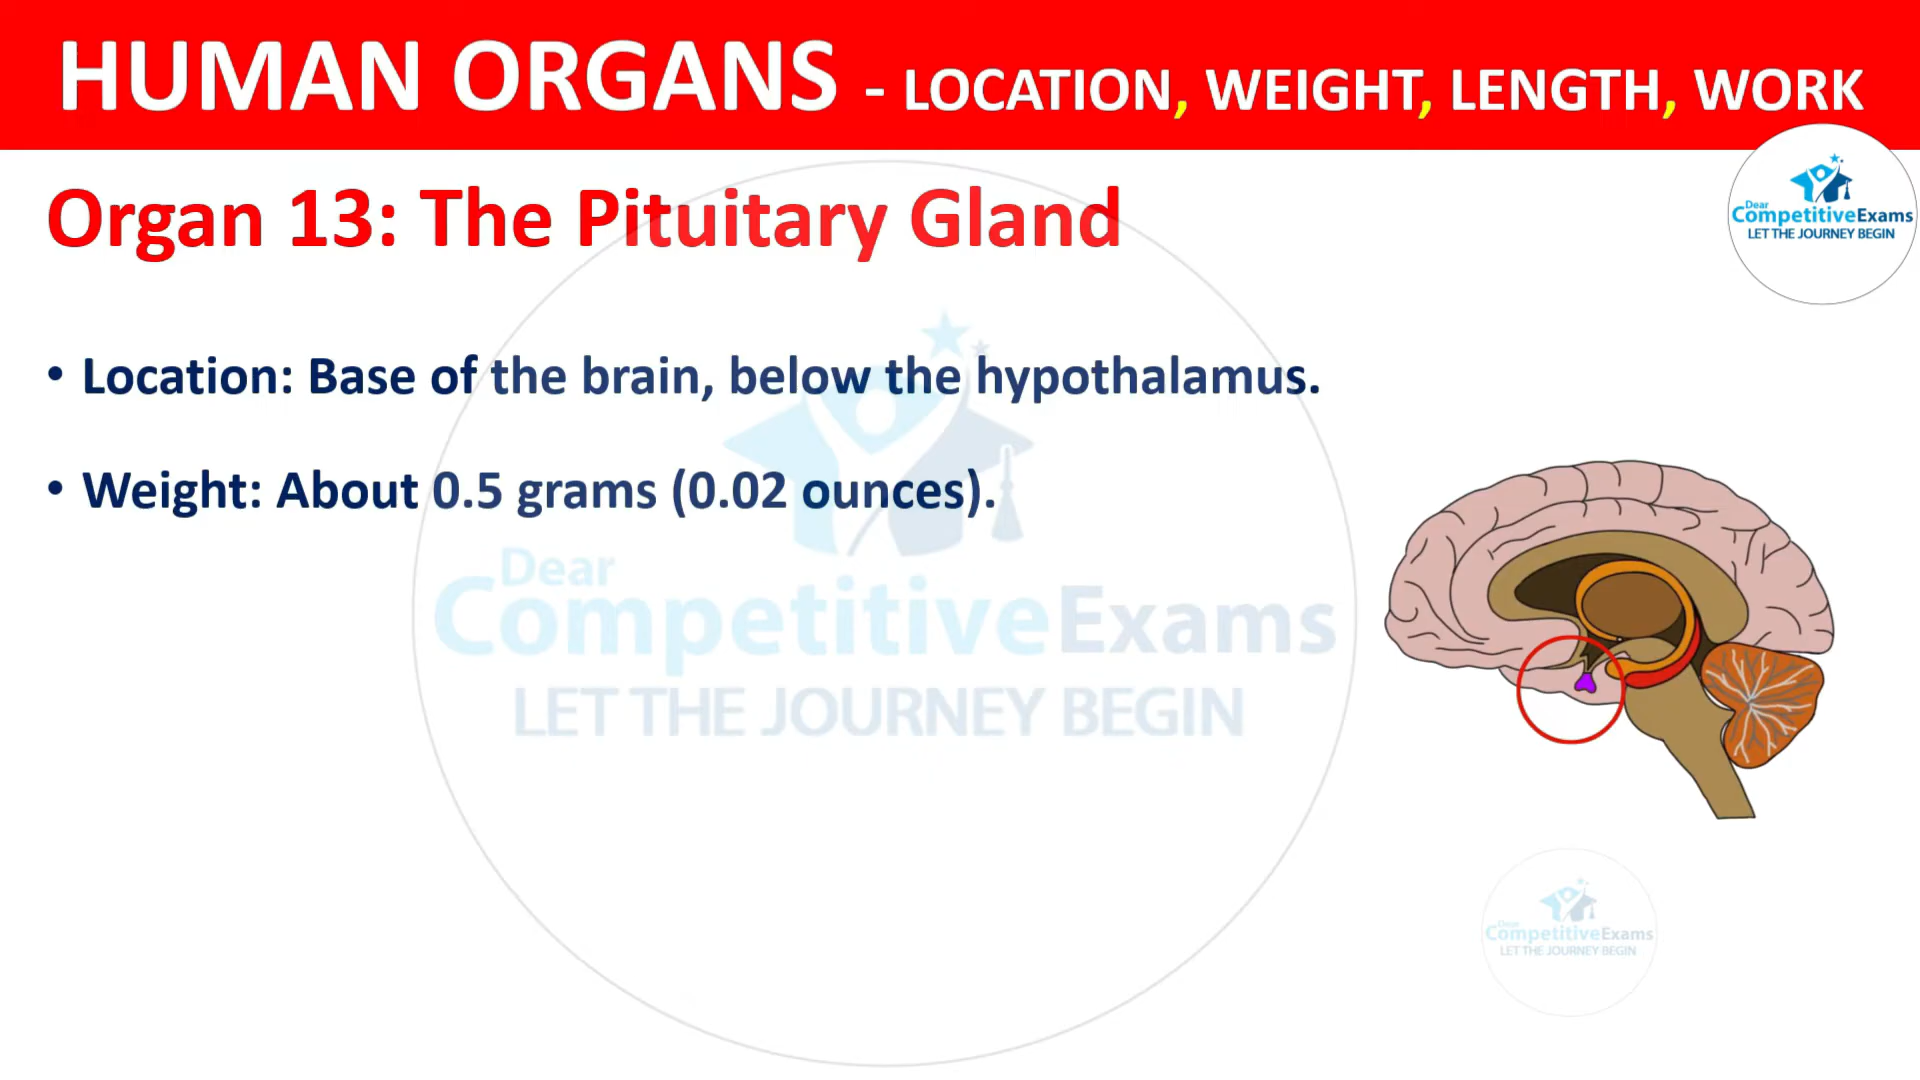 HUMAN ORGANS - LOCATION, WEIGHT, LENGTH, WORK
Dear
CompetitiveExams
LET THE JOURNEY BEGIN
Organ 13: The Pituitary Gland
• Location: Base of the brain, below the hypothalamus.
• Weight: About 0.5 grams (0.02 ounces).
Dear
CompetitiveExams
LET THE JOURNEY BEGIN
Dear
CompetitiveExams
LET THE JOURNEY BEGIN